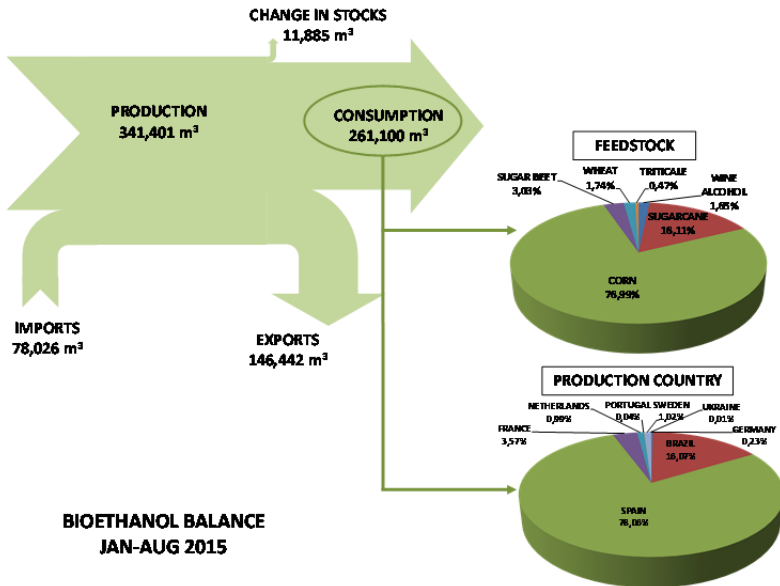 CHANGE IN STOCKS
11,885 m³
PRODUCTION
341,401 m³
CONSUMPTION
261,100 m³
IMPORTS
78,026 m³
EXPORTS
146,442 m³
FEEDSTOCK
SUGAR BEET
3,03%
WHEAT
1,74%
TRITICALE
0,47%
WINE
ALCOHOL
1,65%
SUGARCANE
16,11%
CORN
76,99%
PRODUCTION COUNTRY
NETHERLANDS
0,99%
PORTUGAL
0,04%
SWEDEN
1,02%
UKRAINE
0,01%
FRANCE
3,57%
GERMANY
0,23%
BRAZIL
16,07%
SPAIN
78,06%
BIOETHANOL BALANCE
JAN-AUG 2015